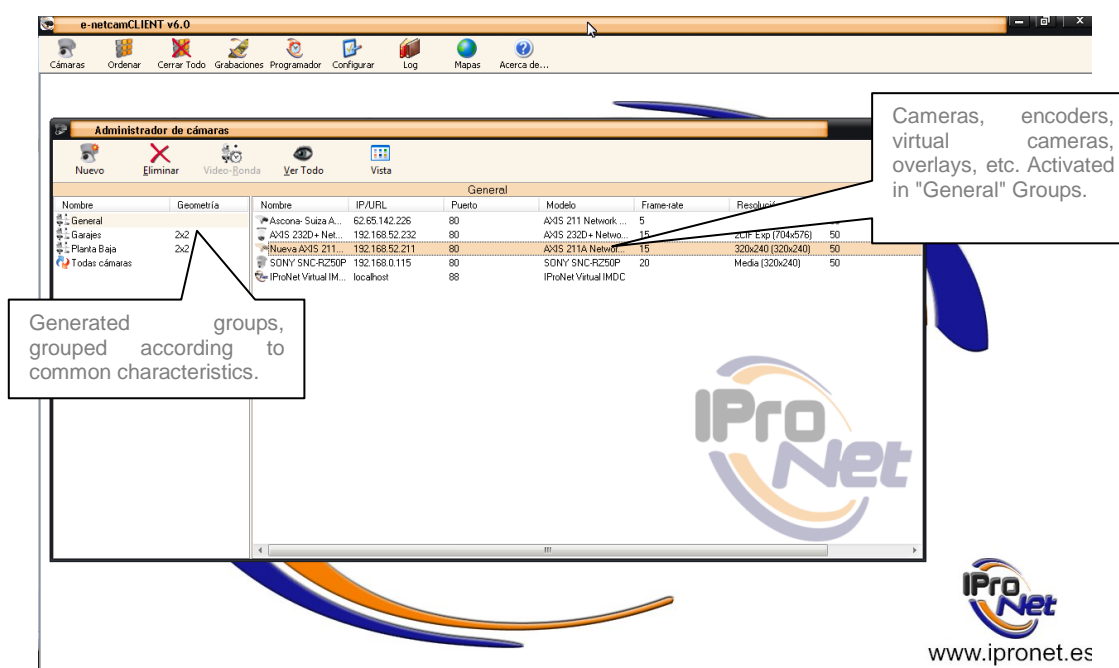 e-netcamCLIENT v6.0
Cámaras Ordenar Cerrar Todo Grabaciones Programador Configurar Log Mapas Acerca de...
Cameras, encoders,
virtual cameras,
overlays, etc. Activated
in "General" Groups.
Administrador de cámaras
Nuevo Eliminar Video-Ronda Ver Todo Vista
General
Nombre Geometría
General
Garajes 2x2
Planta Baja 2x2
Todas cámaras
Nombre IP/URL Puerto Modelo Frame-rate
Ascona- Suiza A... 62.65.142.226 80 AXIS 211 Network ... 5
AXIS 232D+ Net... 192.168.52.232 80 AXIS 232D+ Netwo... 15 2CIF Exp (704x576) 50
Nueva AXIS 211... 192.168.52.211 80 AXIS 211A Networ... 15 320x240 (320x240) 50
SONY SNC-RZ50P 192.168.0.115 80 SONY SNC-RZ50P 20 Media (320x240) 50
IProNet Virtual IM... localhost 88 IProNet Virtual IMDC
Generated groups,
grouped according to
common characteristics.
IPro
Net
IPro
Net
www.ipronet.es